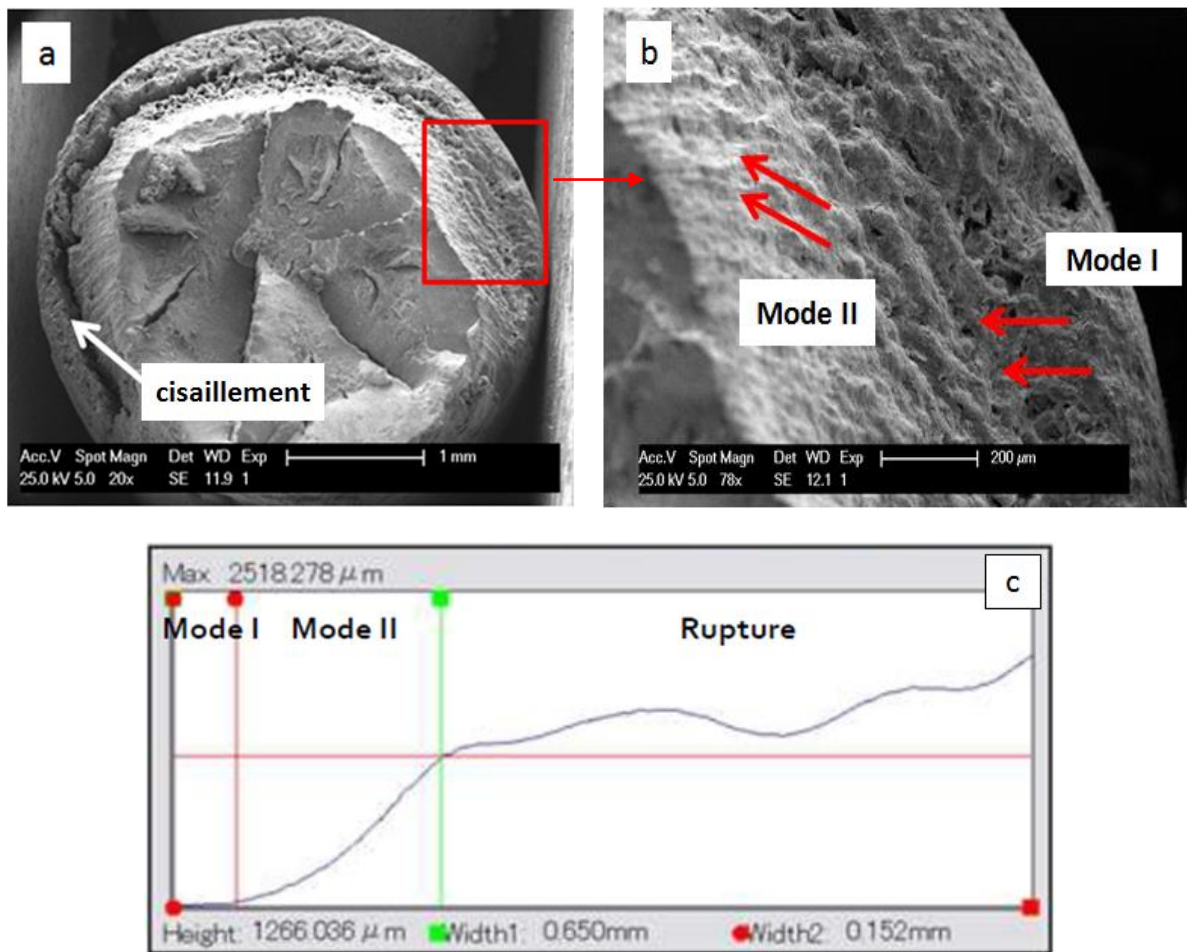 a
cisaillement
Acc.V Spot Magn Det WD Exp 1 mm
25.0 kV 5.0 20x SE 11.9 1
b
Mode I
Mode II
Acc.V Spot Magn Det WD Exp 200 µm
25.0 kV 5.0 78x SE 12.1 1
c
Max 2518.278 µm
Mode I Mode II Rupture
Height: 1266.036 µm Width1: 0.650mm Width2: 0.152mm